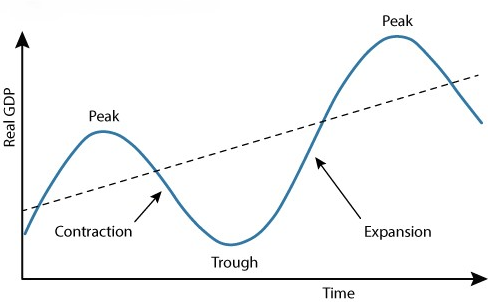 Peak
Peak
Real GDP
Contraction
Expansion
Trough
Time